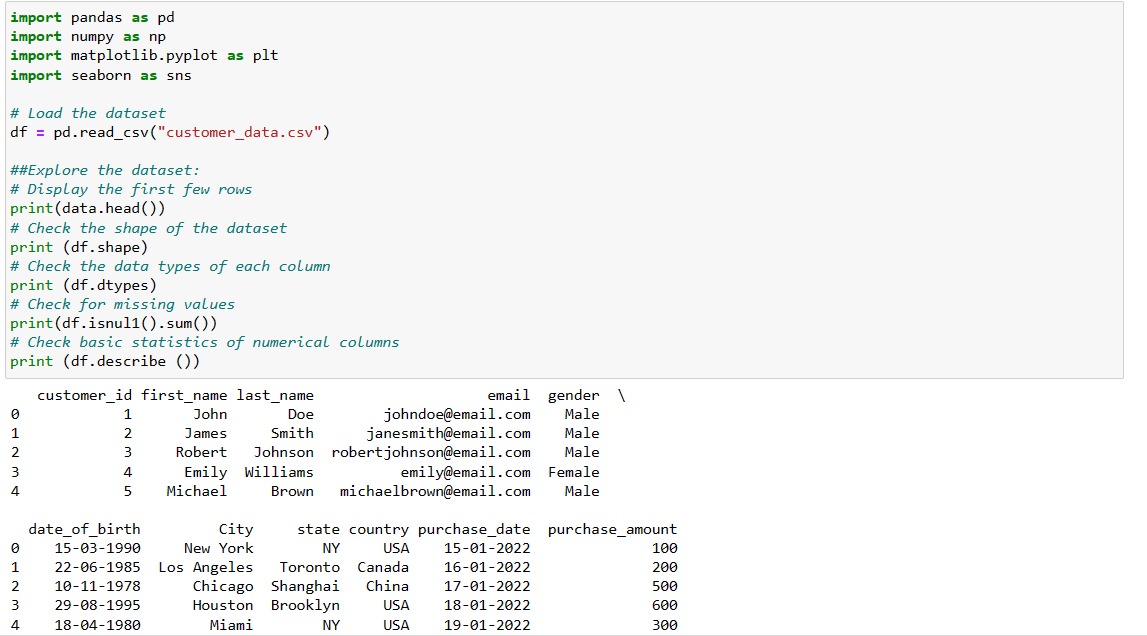 import pandas as pd
import numpy as np
import matplotlib.pyplot as plt
import seaborn as sns
# Load the dataset
df = pd.read_csv("customer_data.csv")
##Explore the dataset:
# Display the first few rows
print(data.head())
# Check the shape of the dataset
print (df.shape)
# Check the data types of each column
print (df.dtypes)
# Check for missing values
print(df.isnul1().sum())
# Check basic statistics of numerical columns
print (df.describe ())
customer_id first_name last_name email gender \
0 1 John Doe johndoe@email.com Male
1 2 James Smith janesmith@email.com Male
2 3 Robert Johnson robertjohnson@email.com Male
3 4 Emily Williams emily@email.com Female
4 5 Michael Brown michaelbrown@email.com Male
date_of_birth City state country purchase_date purchase_amount
0 15-03-1990 New York NY USA 15-01-2022 100
1 22-06-1985 Los Angeles Toronto Canada 16-01-2022 200
2 10-11-1978 Chicago Shanghai China 17-01-2022 500
3 29-08-1995 Houston Brooklyn USA 18-01-2022 600
4 18-04-1980 Miami NY USA 19-01-2022 300